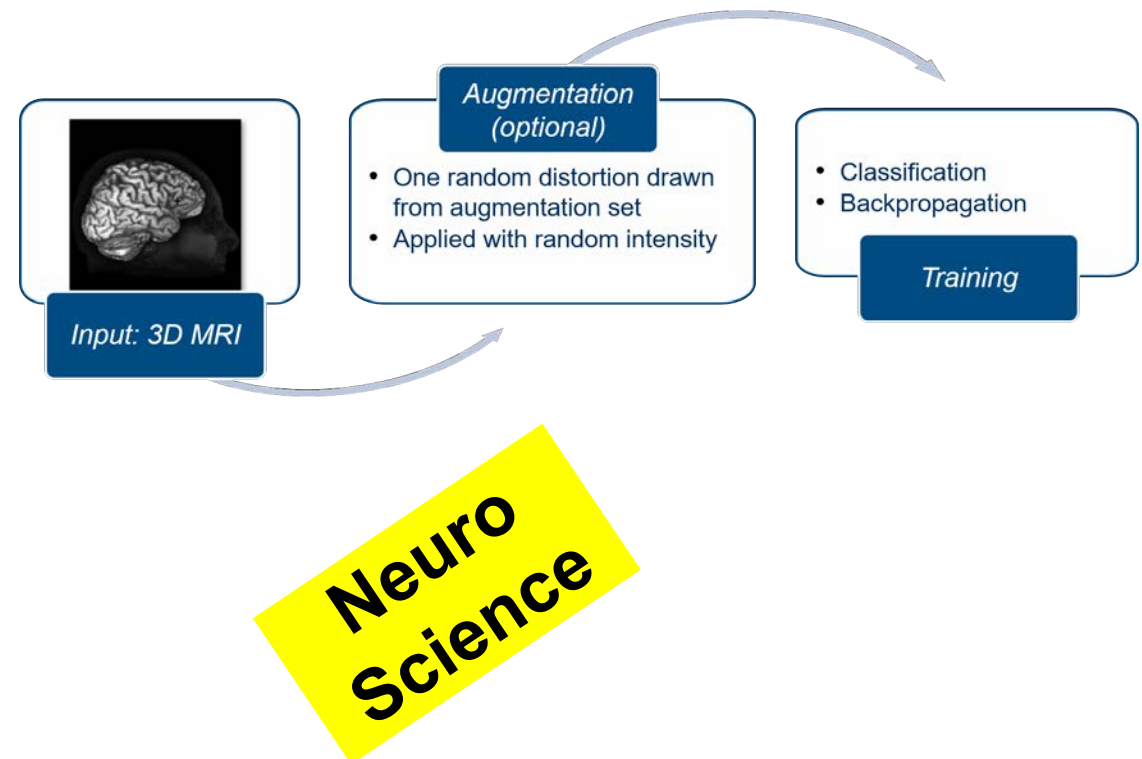 Input: 3D MRI
Augmentation
(optional)
• One random distortion drawn
from augmentation set
• Applied with random intensity
• Classification
• Backpropagation
Training
Neuro
Science